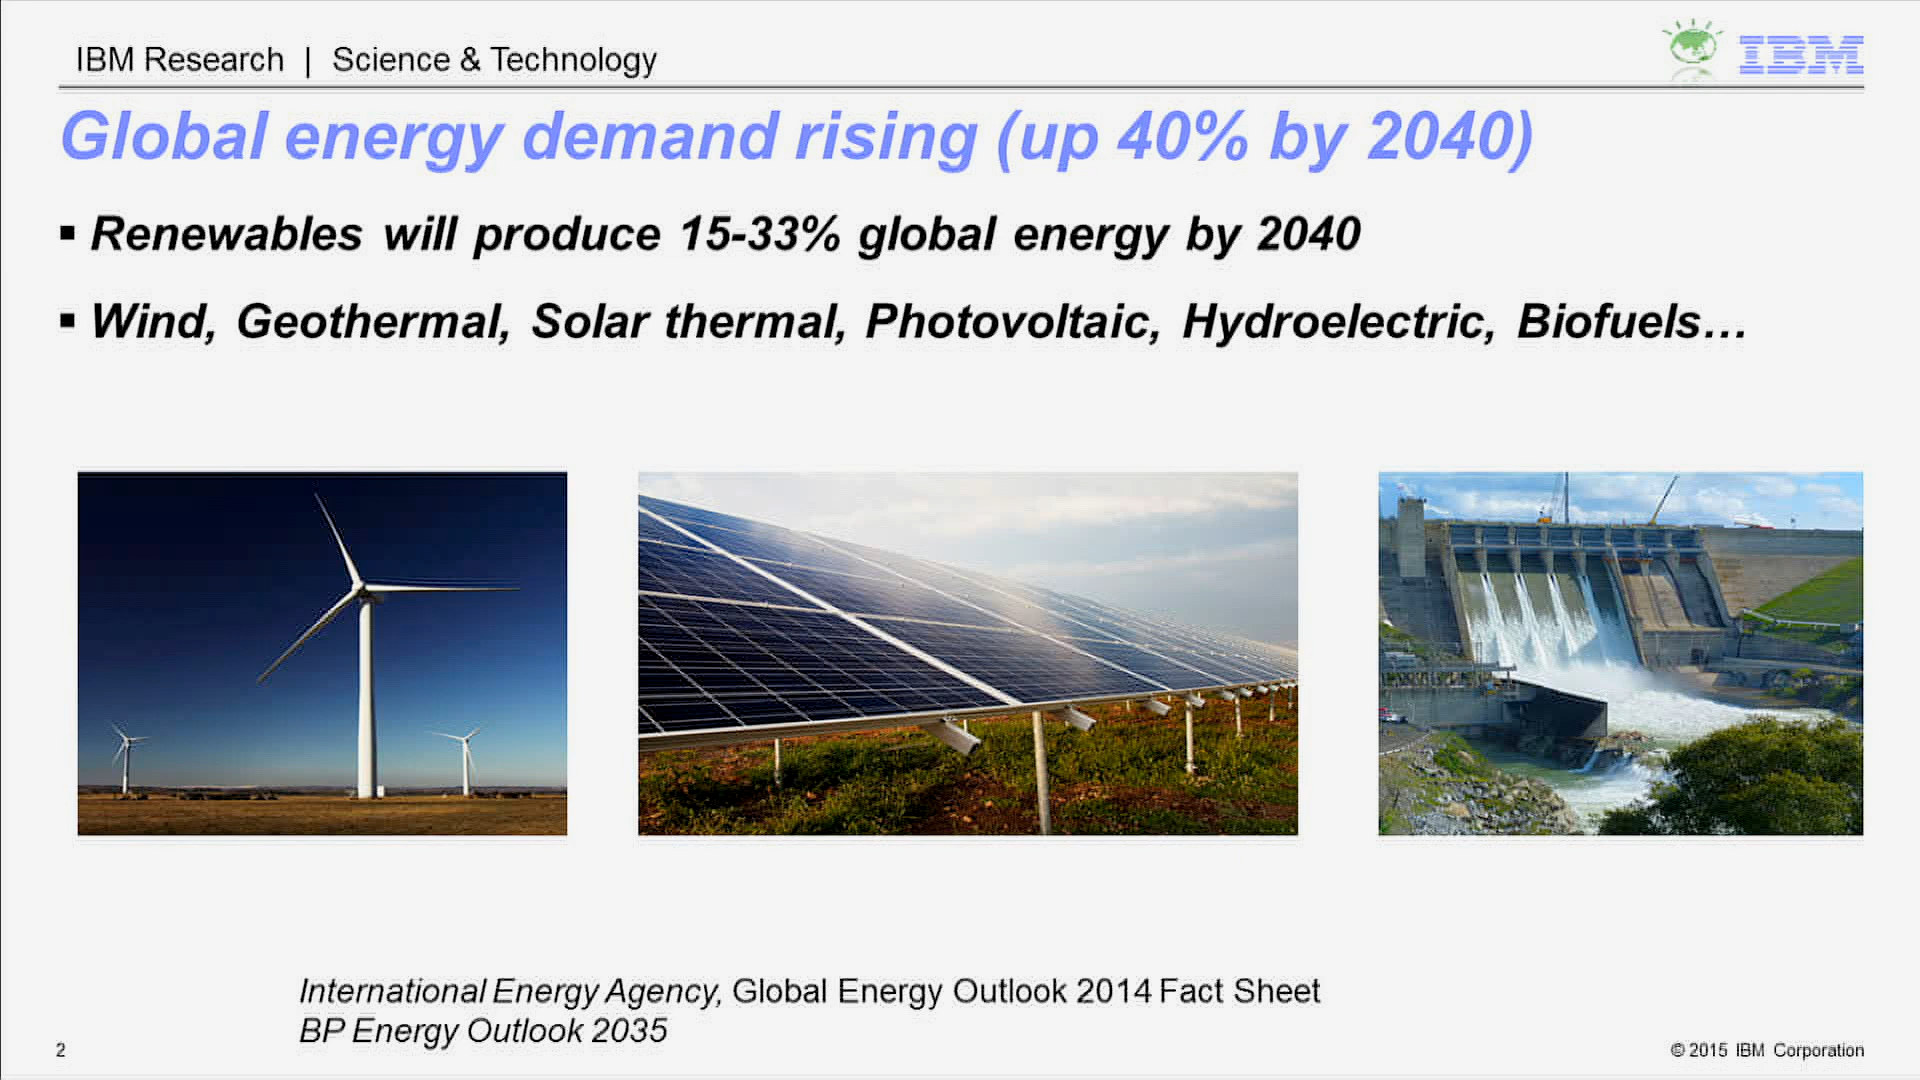 IBM Research | Science & Technology
IBM
Global energy demand rising (up 40% by 2040)
▪ Renewables will produce 15-33% global energy by 2040
▪ Wind, Geothermal, Solar thermal, Photovoltaic, Hydroelectric, Biofuels…
International Energy Agency, Global Energy Outlook 2014 Fact Sheet
BP Energy Outlook 2035
2
© 2015 IBM Corporation